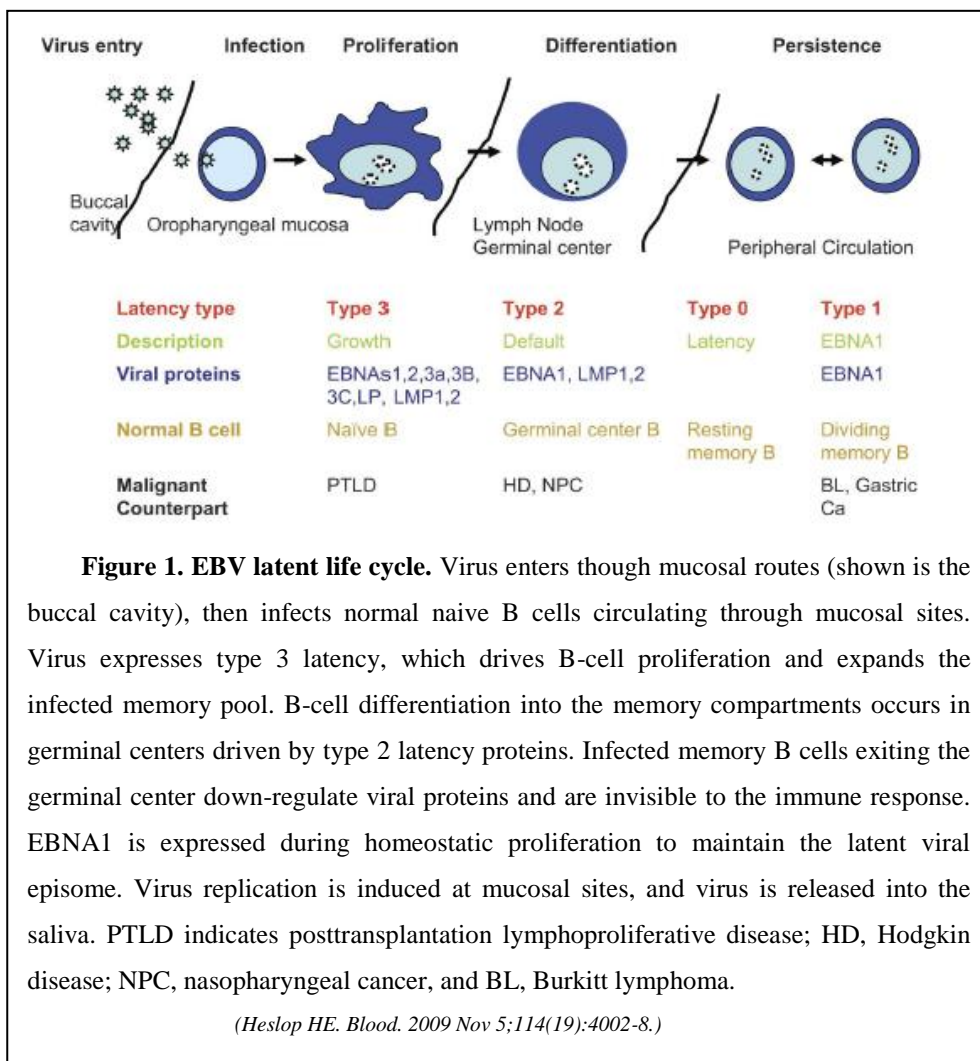 Virus entry Infection Proliferation Differentiation Persistence
Buccal
cavity
Oropharyngeal mucosa
Lymph Node
Germinal center
Peripheral Circulation
Latency type Type 3 Type 2 Type 0 Type 1
Description Growth Default Latency EBNA1
Viral proteins EBNAs1,2,3a,3B, EBNA1, LMP1,2 EBNA1
3C,LP, LMP1,2
Normal B cell Naïve B Germinal center B Resting Dividing
memory B memory B
Malignant PTLD HD, NPC BL, Gastric
Counterpart Ca
Figure 1. EBV latent life cycle. Virus enters though mucosal routes (shown is the
buccal cavity), then infects normal naive B cells circulating through mucosal sites.
Virus expresses type 3 latency, which drives B-cell proliferation and expands the
infected memory pool. B-cell differentiation into the memory compartments occurs in
germinal centers driven by type 2 latency proteins. Infected memory B cells exiting the
germinal center down-regulate viral proteins and are invisible to the immune response.
EBNA1 is expressed during homeostatic proliferation to maintain the latent viral
episome. Virus replication is induced at mucosal sites, and virus is released into the
saliva. PTLD indicates posttransplantation lymphoproliferative disease; HD, Hodgkin
disease; NPC, nasopharyngeal cancer, and BL, Burkitt lymphoma.
(Heslop HE. Blood. 2009 Nov 5;114(19):4002-8.)